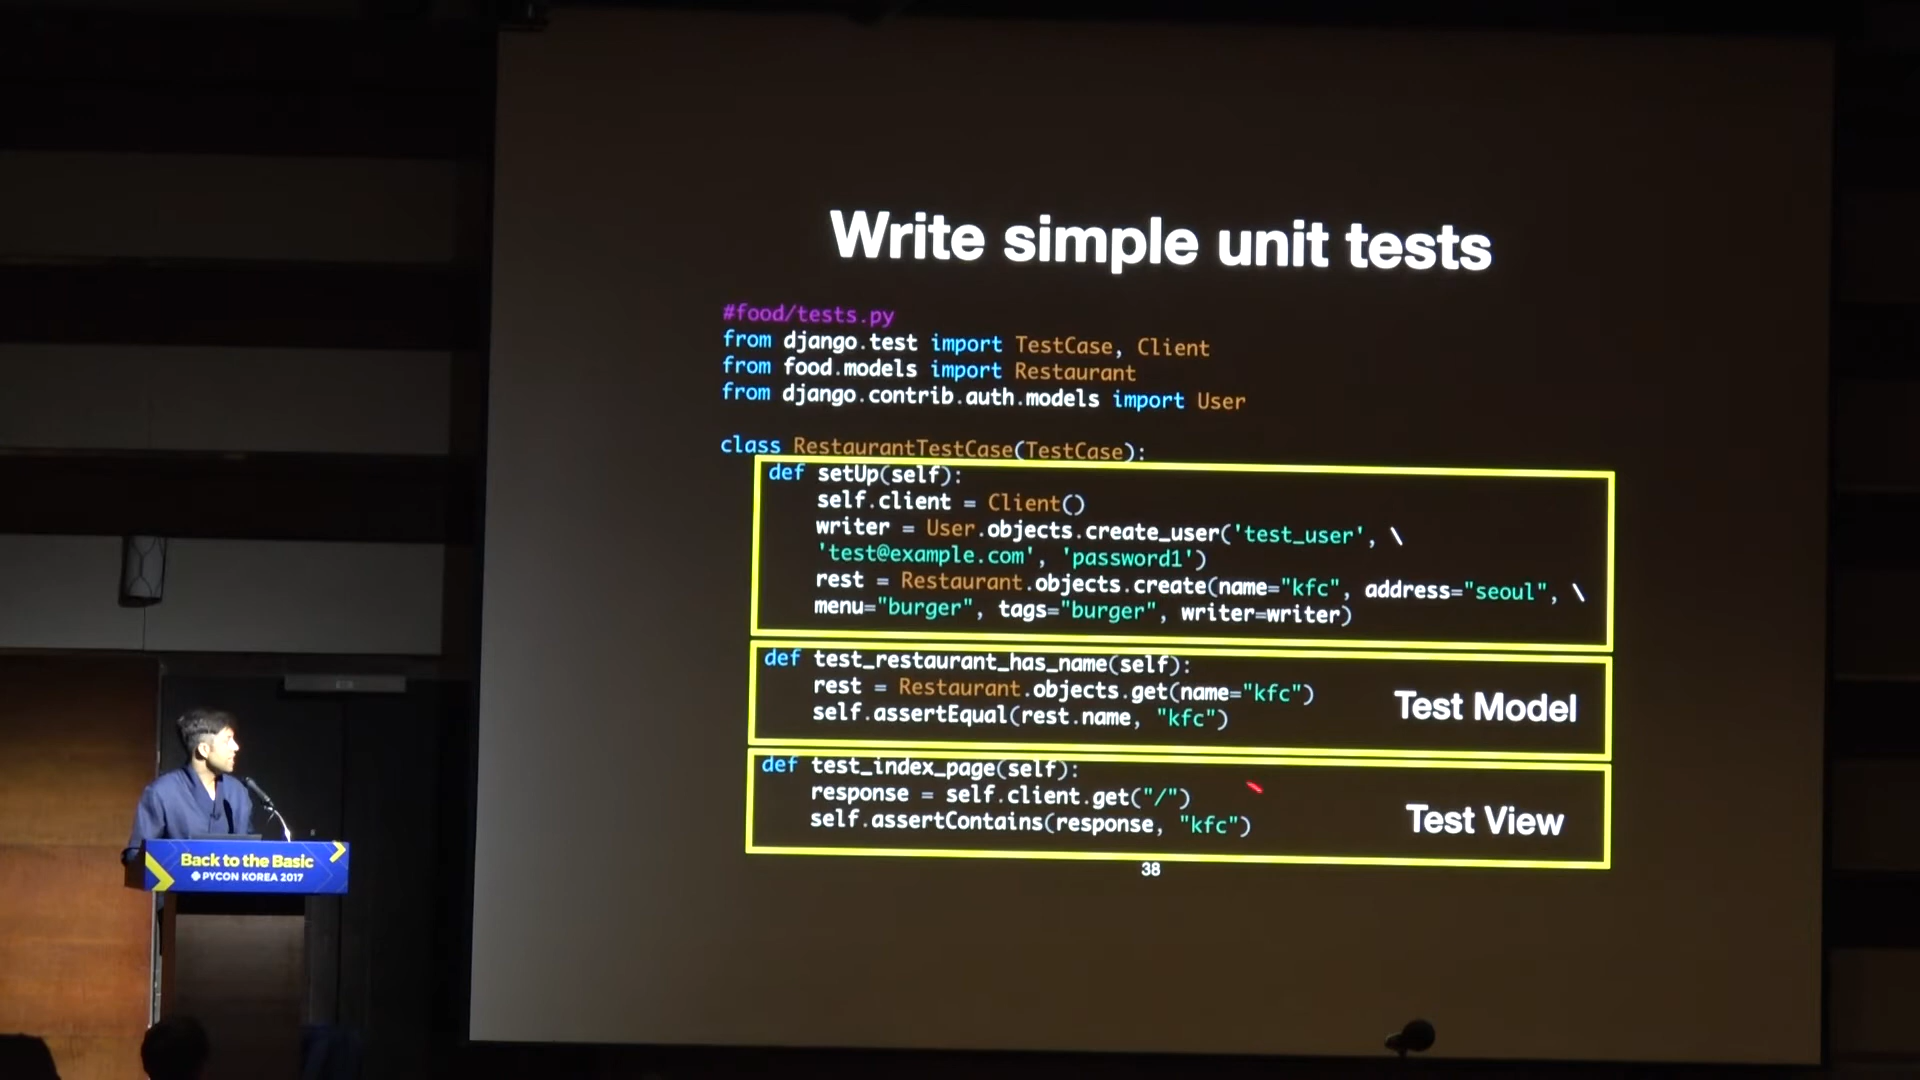 Write simple unit tests
#food/tests.py
from django.test import TestCase, Client
from food.models import Restaurant
from django.contrib.auth.models import User
class RestaurantTestCase(TestCase):
def setUp(self):
self.client = Client()
writer = User.objects.create_user('test_user', \
'test@example.com', 'password1')
rest = Restaurant.objects.create(name="kfc", address="seoul", \
menu="burger", tags="burger", writer=writer)
def test_restaurant_has_name(self):
rest = Restaurant.objects.get(name="kfc")
self.assertEqual(rest.name, "kfc")
Test Model
def test_index_page(self):
response = self.client.get("/")
self.assertContains(response, "kfc")
Test View
38
Back to the Basic
PYCON KOREA 2017